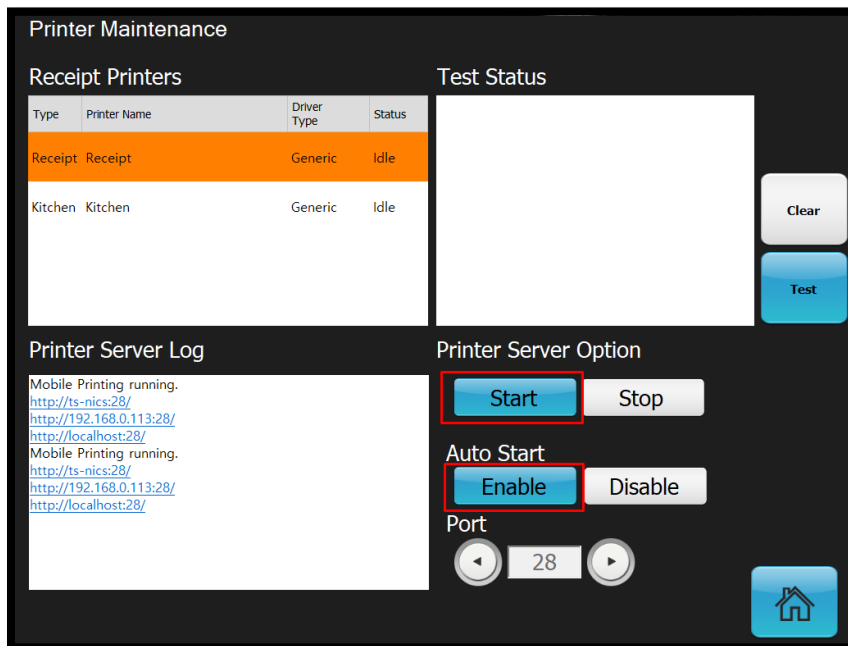 Printer Maintenance
Receipt Printers
Type Printer Name Driver Type Status
Receipt Receipt Generic Idle
Kitchen Kitchen Generic Idle
Test Status
Clear
Test
Printer Server Log
Mobile Printing running.
http://ts-nics:28/
http://192.168.0.113:28/
http://localhost:28/
Mobile Printing running.
http://ts-nics:28/
http://192.168.0.113:28/
http://localhost:28/
Printer Server Option
Start Stop
Auto Start
Enable Disable
Port
28